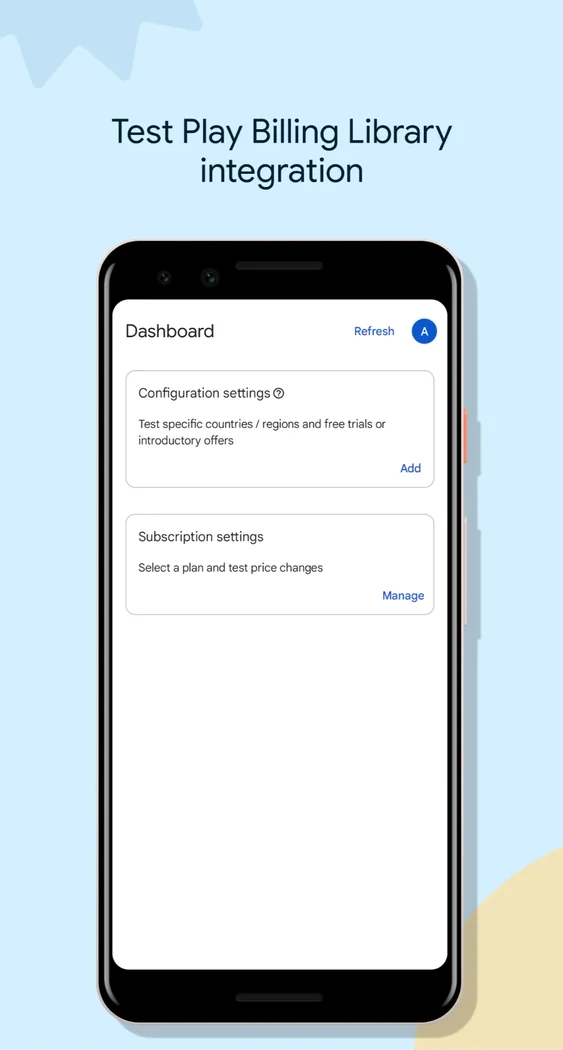 Test Play Billing Library
integration
Dashboard
Refresh
A
Configuration settings
Test specific countries / regions and free trials or
introductory offers
Add
Subscription settings
Select a plan and test price changes
Manage